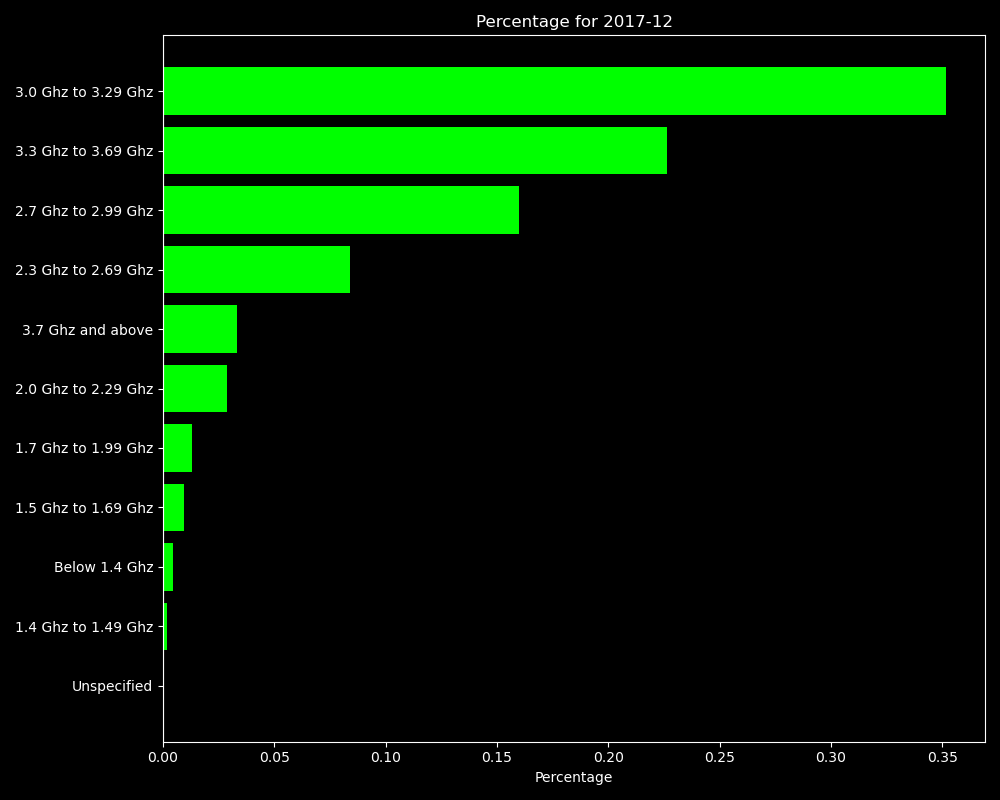 Percentage for 2017-12
3.0 Ghz to 3.29 Ghz
3.3 Ghz to 3.69 Ghz
2.7 Ghz to 2.99 Ghz
2.3 Ghz to 2.69 Ghz
3.7 Ghz and above
2.0 Ghz to 2.29 Ghz
1.7 Ghz to 1.99 Ghz
1.5 Ghz to 1.69 Ghz
Below 1.4 Ghz
1.4 Ghz to 1.49 Ghz
Unspecified
0.00 0.05 0.10 0.15 0.20 0.25 0.30 0.35
Percentage